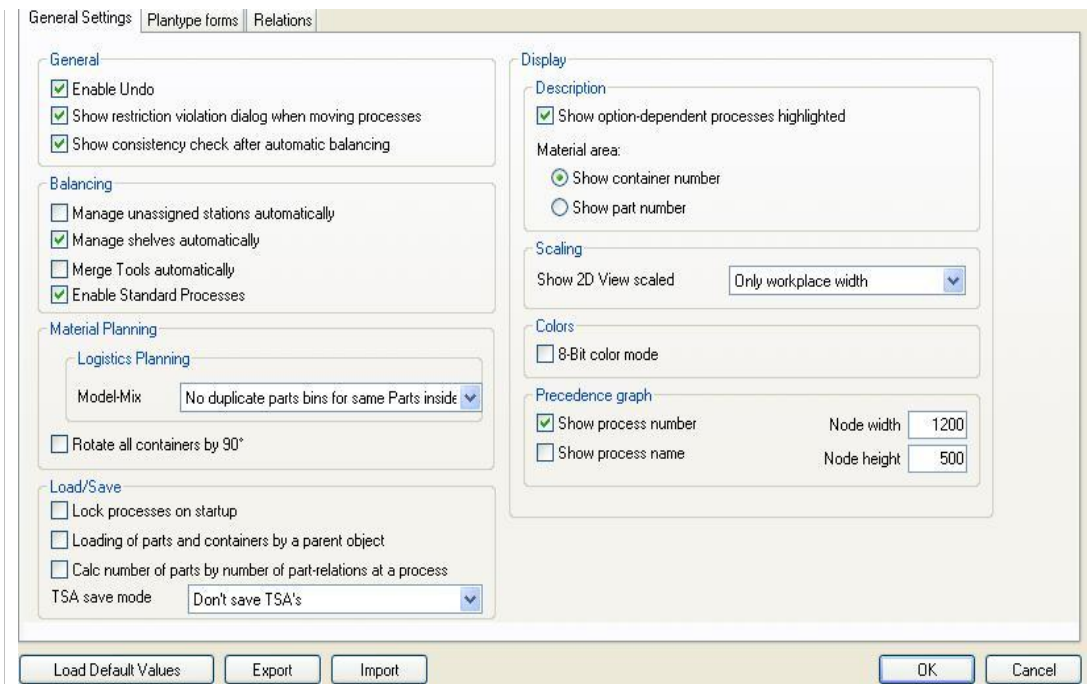 General Settings Plantype forms Relations
General
Enable Undo
Show restriction violation dialog when moving processes
Show consistency check after automatic balancing
Balancing
Manage unassigned stations automatically
Manage shelves automatically
Merge Tools automatically
Enable Standard Processes
Material Planning
Logistics Planning
Model-Mix No duplicate parts bins for same Parts inside
Rotate all containers by 90°
Load/Save
Lock processes on startup
Loading of parts and containers by a parent object
Calc number of parts by number of part-relations at a process
TSA save mode Don't save TSA's
Display
Description
Show option-dependent processes highlighted
Material area:
Show container number
Show part number
Scaling
Show 2D View scaled Only workplace width
Colors
8-Bit color mode
Precedence graph
Show process number Node width 1200
Show process name Node height 500
Load Default Values Export Import OK Cancel